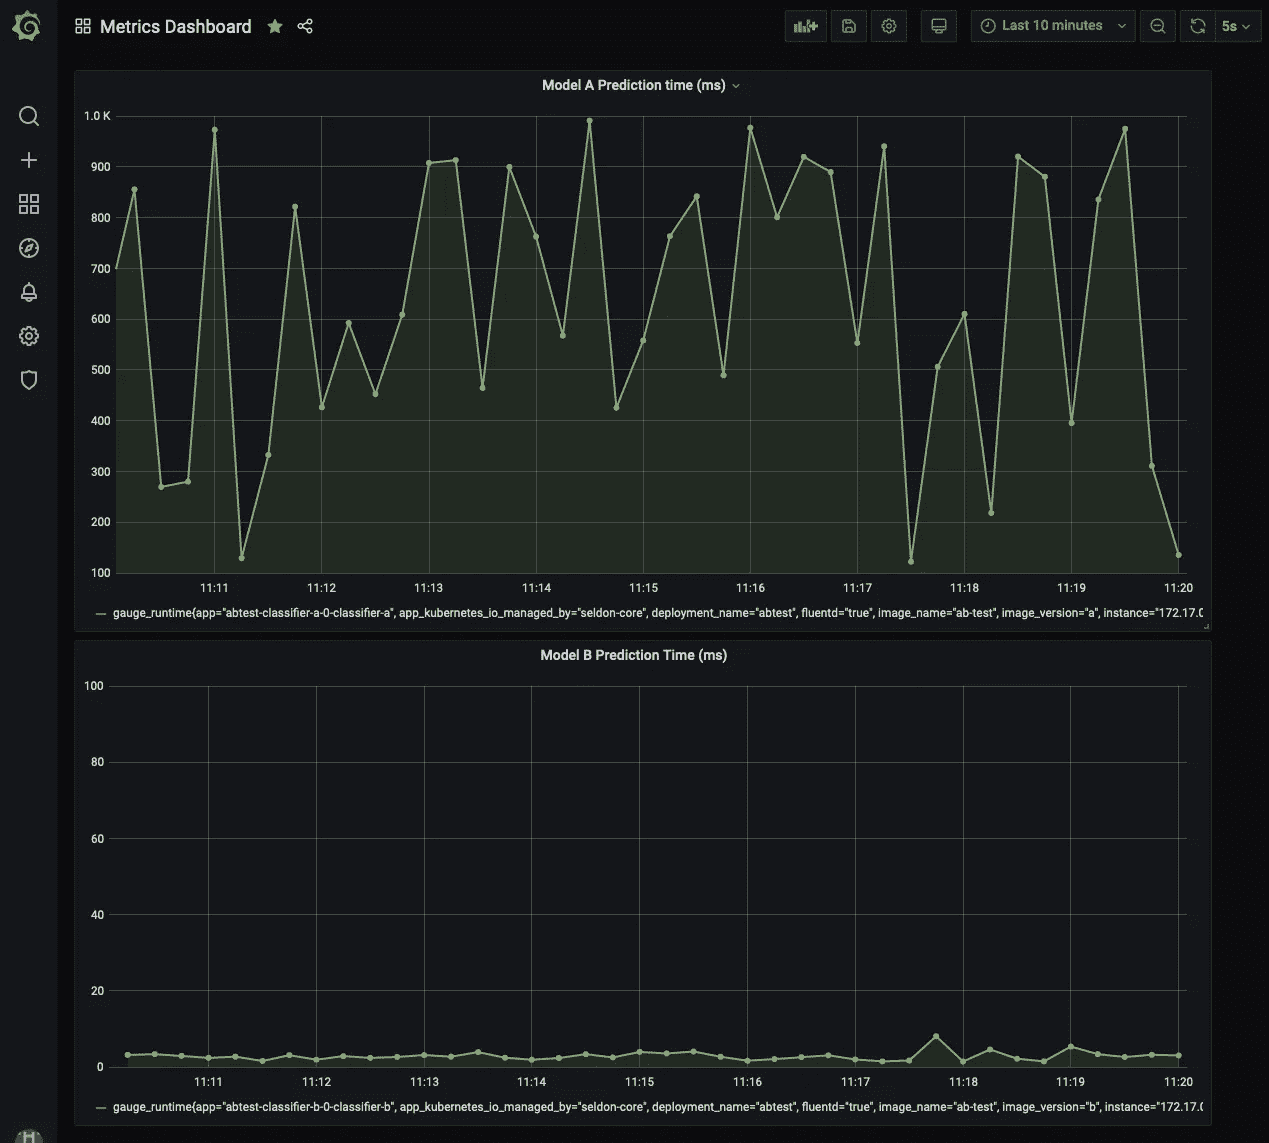 Metrics Dashboard
Last 10 minutes
5s
Model A Prediction time (ms)
1.0 K
900
800
700
600
500
400
300
200
100
11:11 11:12 11:13 11:14 11:15 11:16 11:17 11:18 11:19 11:20
gauge_runtime{app="abtest-classifier-a-0-classifier-a", app_kubernetes_io_managed_by="seldon-core", deployment_name="abtest", fluentd="true", image_name="ab-test", image_version="a", instance="172.17.0
Model B Prediction Time (ms)
100
80
60
40
20
0
11:11 11:12 11:13 11:14 11:15 11:16 11:17 11:18 11:19 11:20
gauge_runtime{app="abtest-classifier-b-0-classifier-b", app_kubernetes_io_managed_by="seldon-core", deployment_name="abtest", fluentd="true", image_name="ab-test", image_version="b", instance="172.17.0